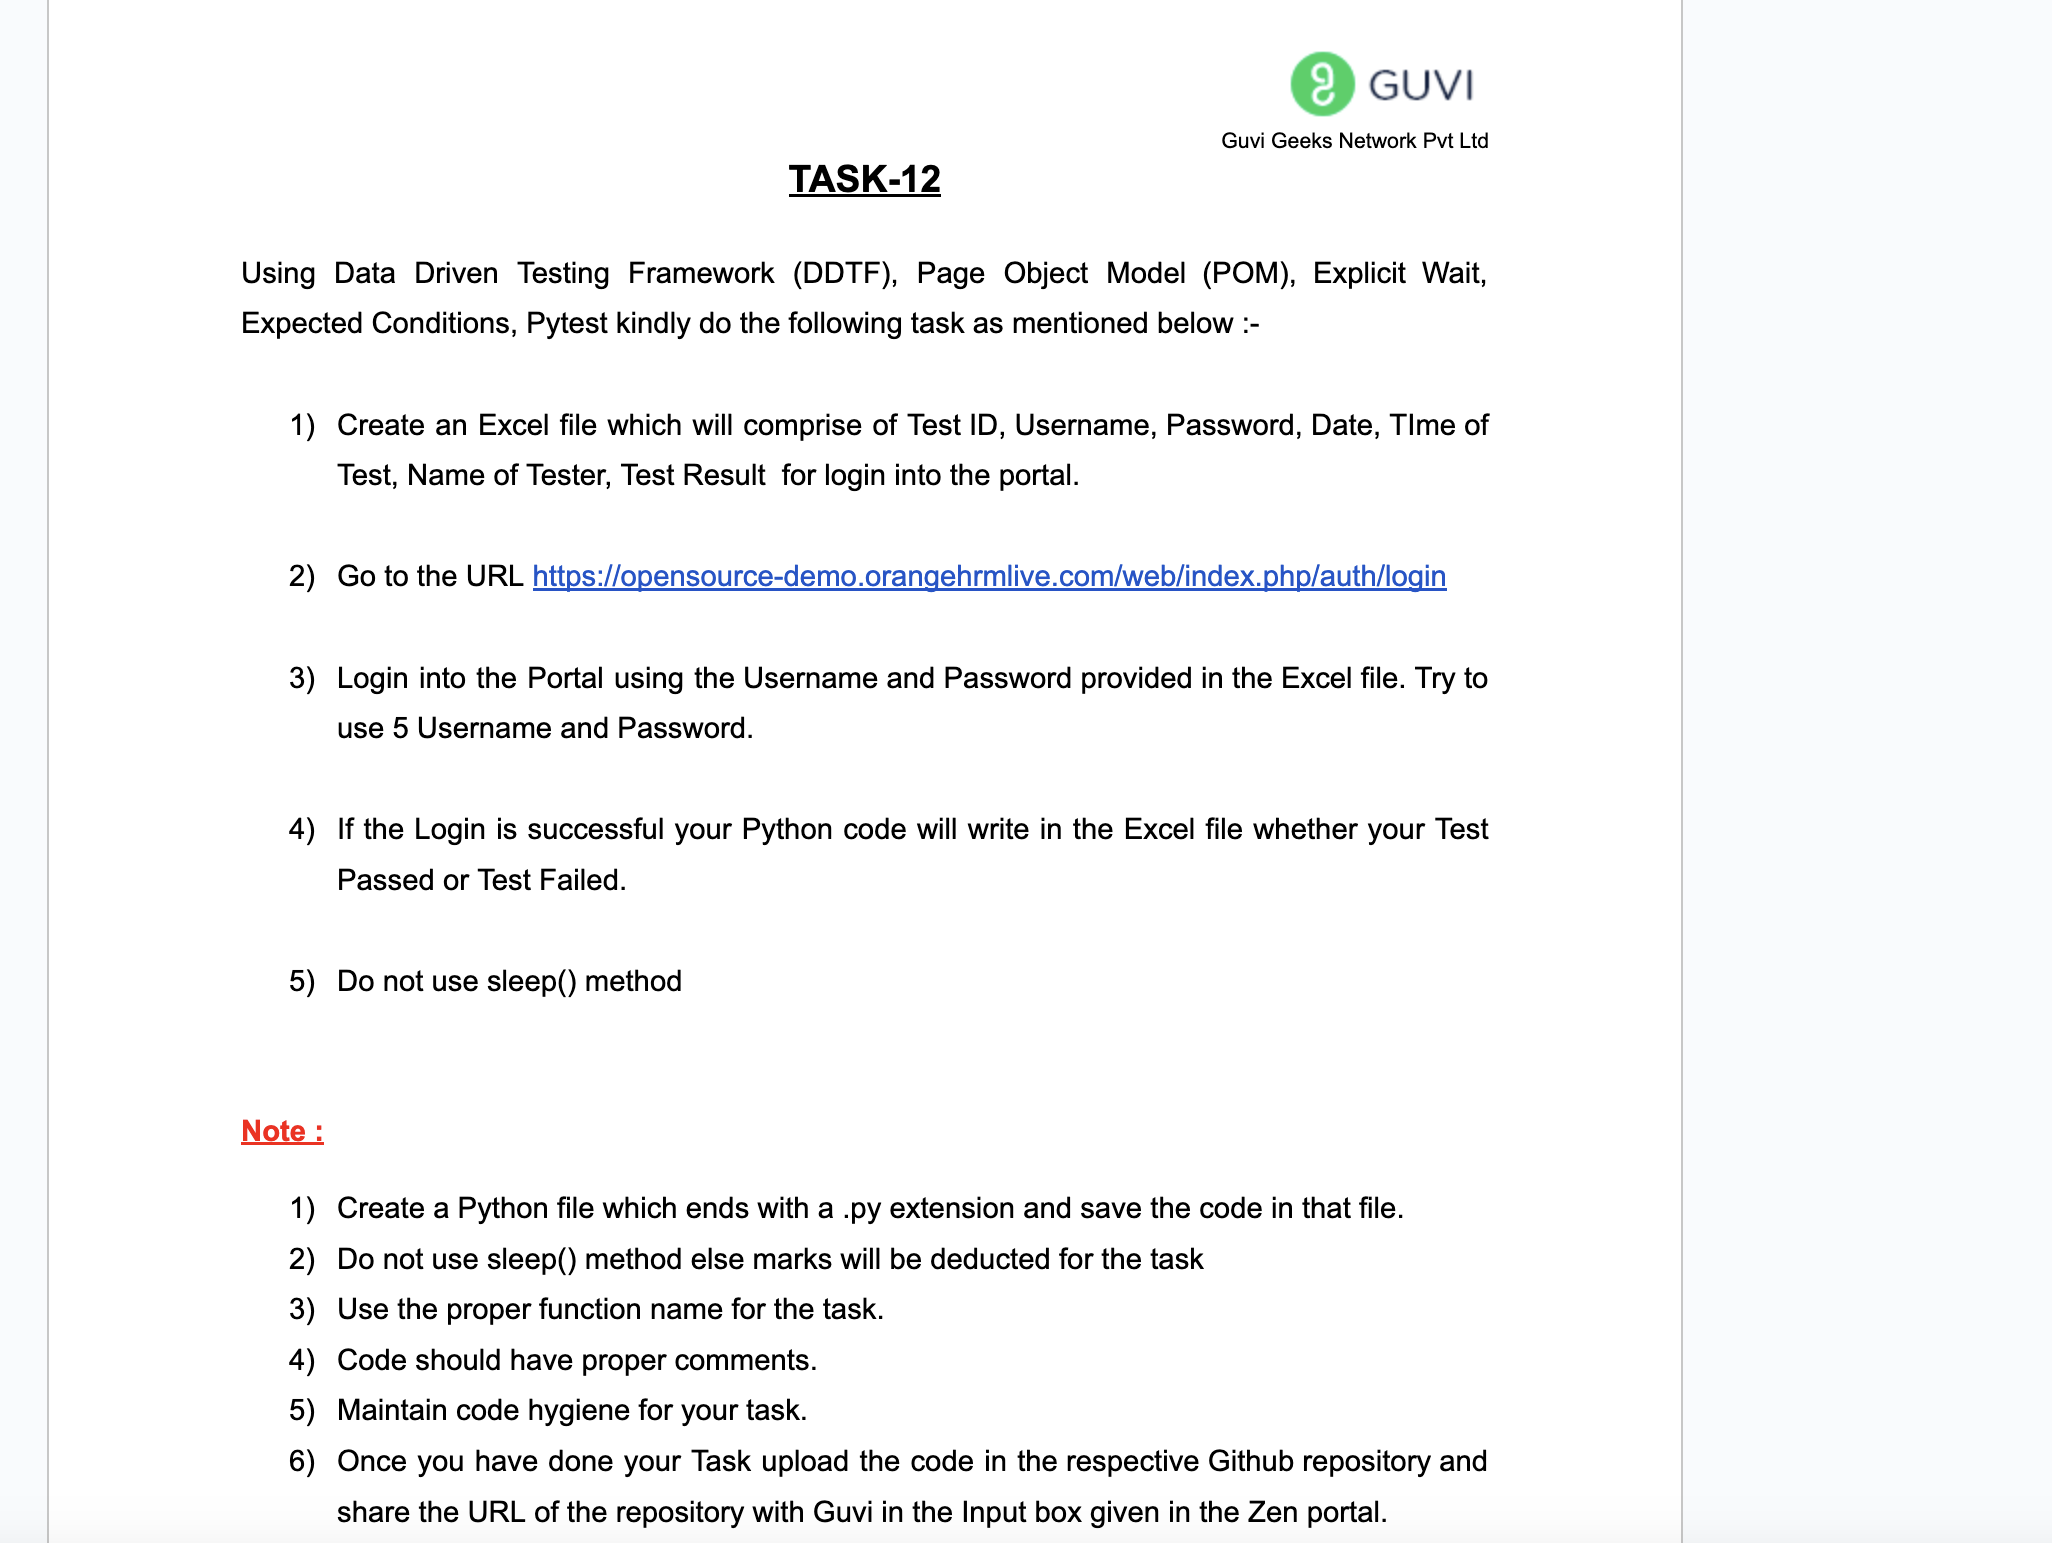 GUVI
Guvi Geeks Network Pvt Ltd
TASK-12
Using Data Driven Testing Framework (DDTF), Page Object Model (POM), Explicit Wait,
Expected Conditions, Pytest kindly do the following task as mentioned below :-
1) Create an Excel file which will comprise of Test ID, Username, Password, Date, TIme of
Test, Name of Tester, Test Result for login into the portal.
2) Go to the URL https://opensource-demo.orangehrmlive.com/web/index.php/auth/login
3) Login into the Portal using the Username and Password provided in the Excel file. Try to
use 5 Username and Password.
4) If the Login is successful your Python code will write in the Excel file whether your Test
Passed or Test Failed.
5) Do not use sleep() method
Note :
1) Create a Python file which ends with a .py extension and save the code in that file.
2) Do not use sleep() method else marks will be deducted for the task
3) Use the proper function name for the task.
4) Code should have proper comments.
5) Maintain code hygiene for your task.
6) Once you have done your Task upload the code in the respective Github repository and
share the URL of the repository with Guvi in the Input box given in the Zen portal.